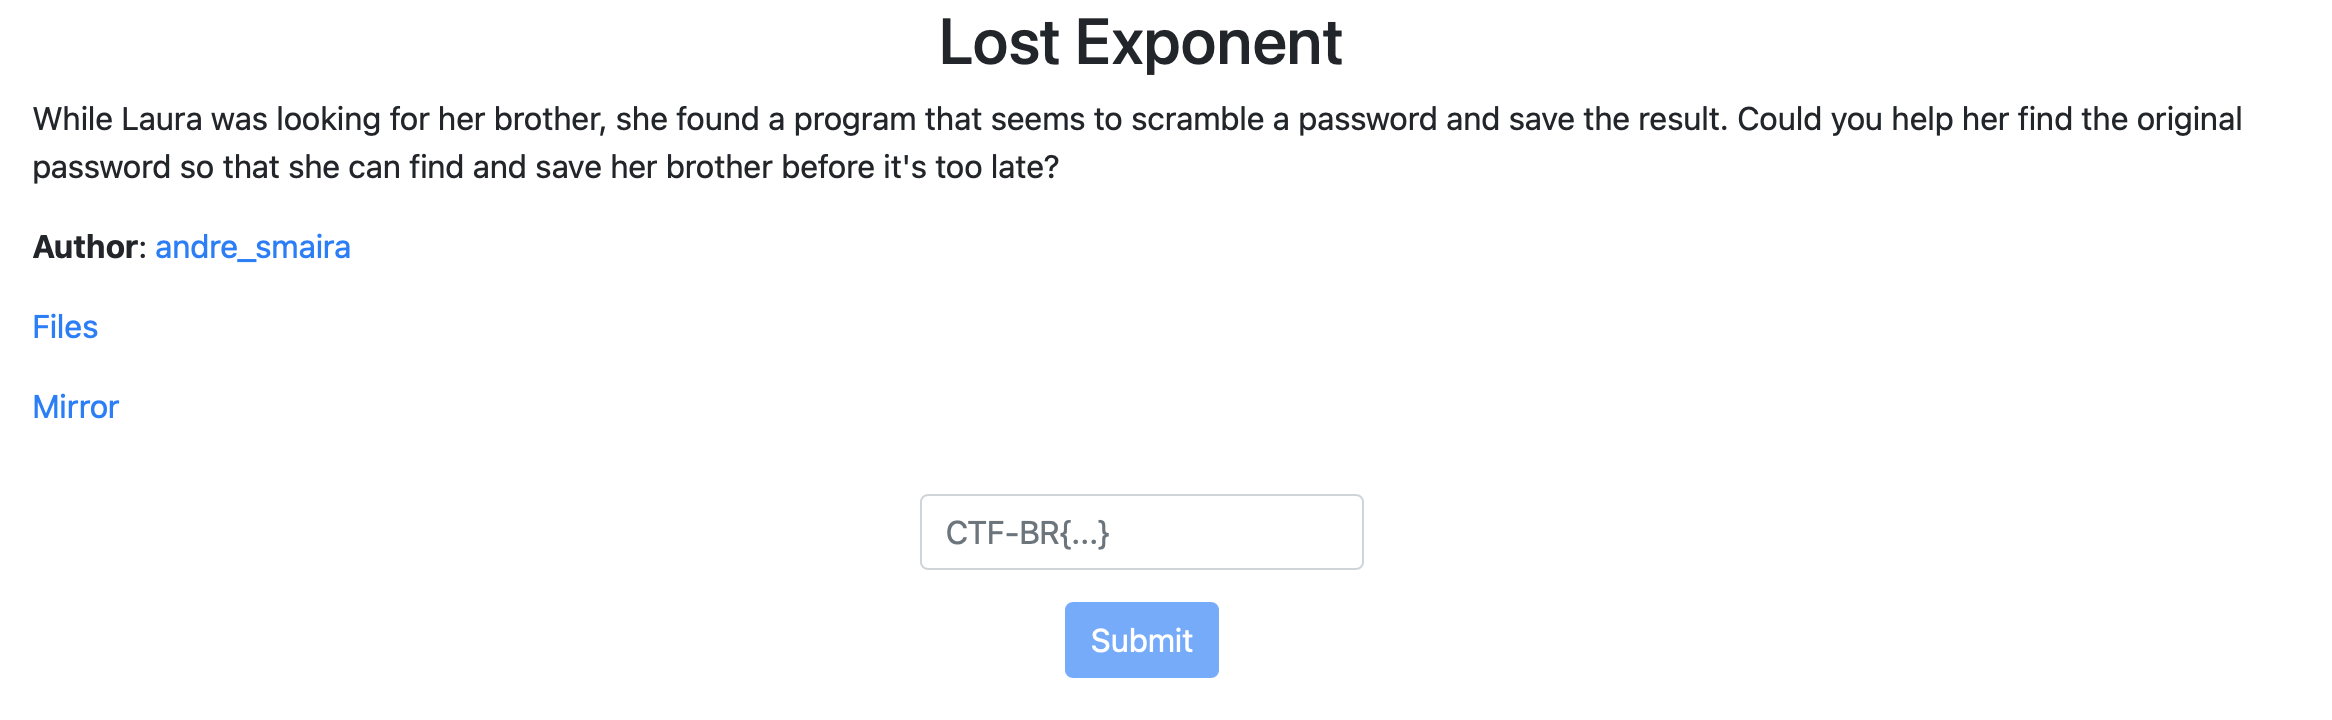 Lost Exponent
While Laura was looking for her brother, she found a program that seems to scramble a password and save the result. Could you help her find the original
password so that she can find and save her brother before it's too late?
Author: andre_smaira
Files
Mirror
CTF-BR{...}
Submit